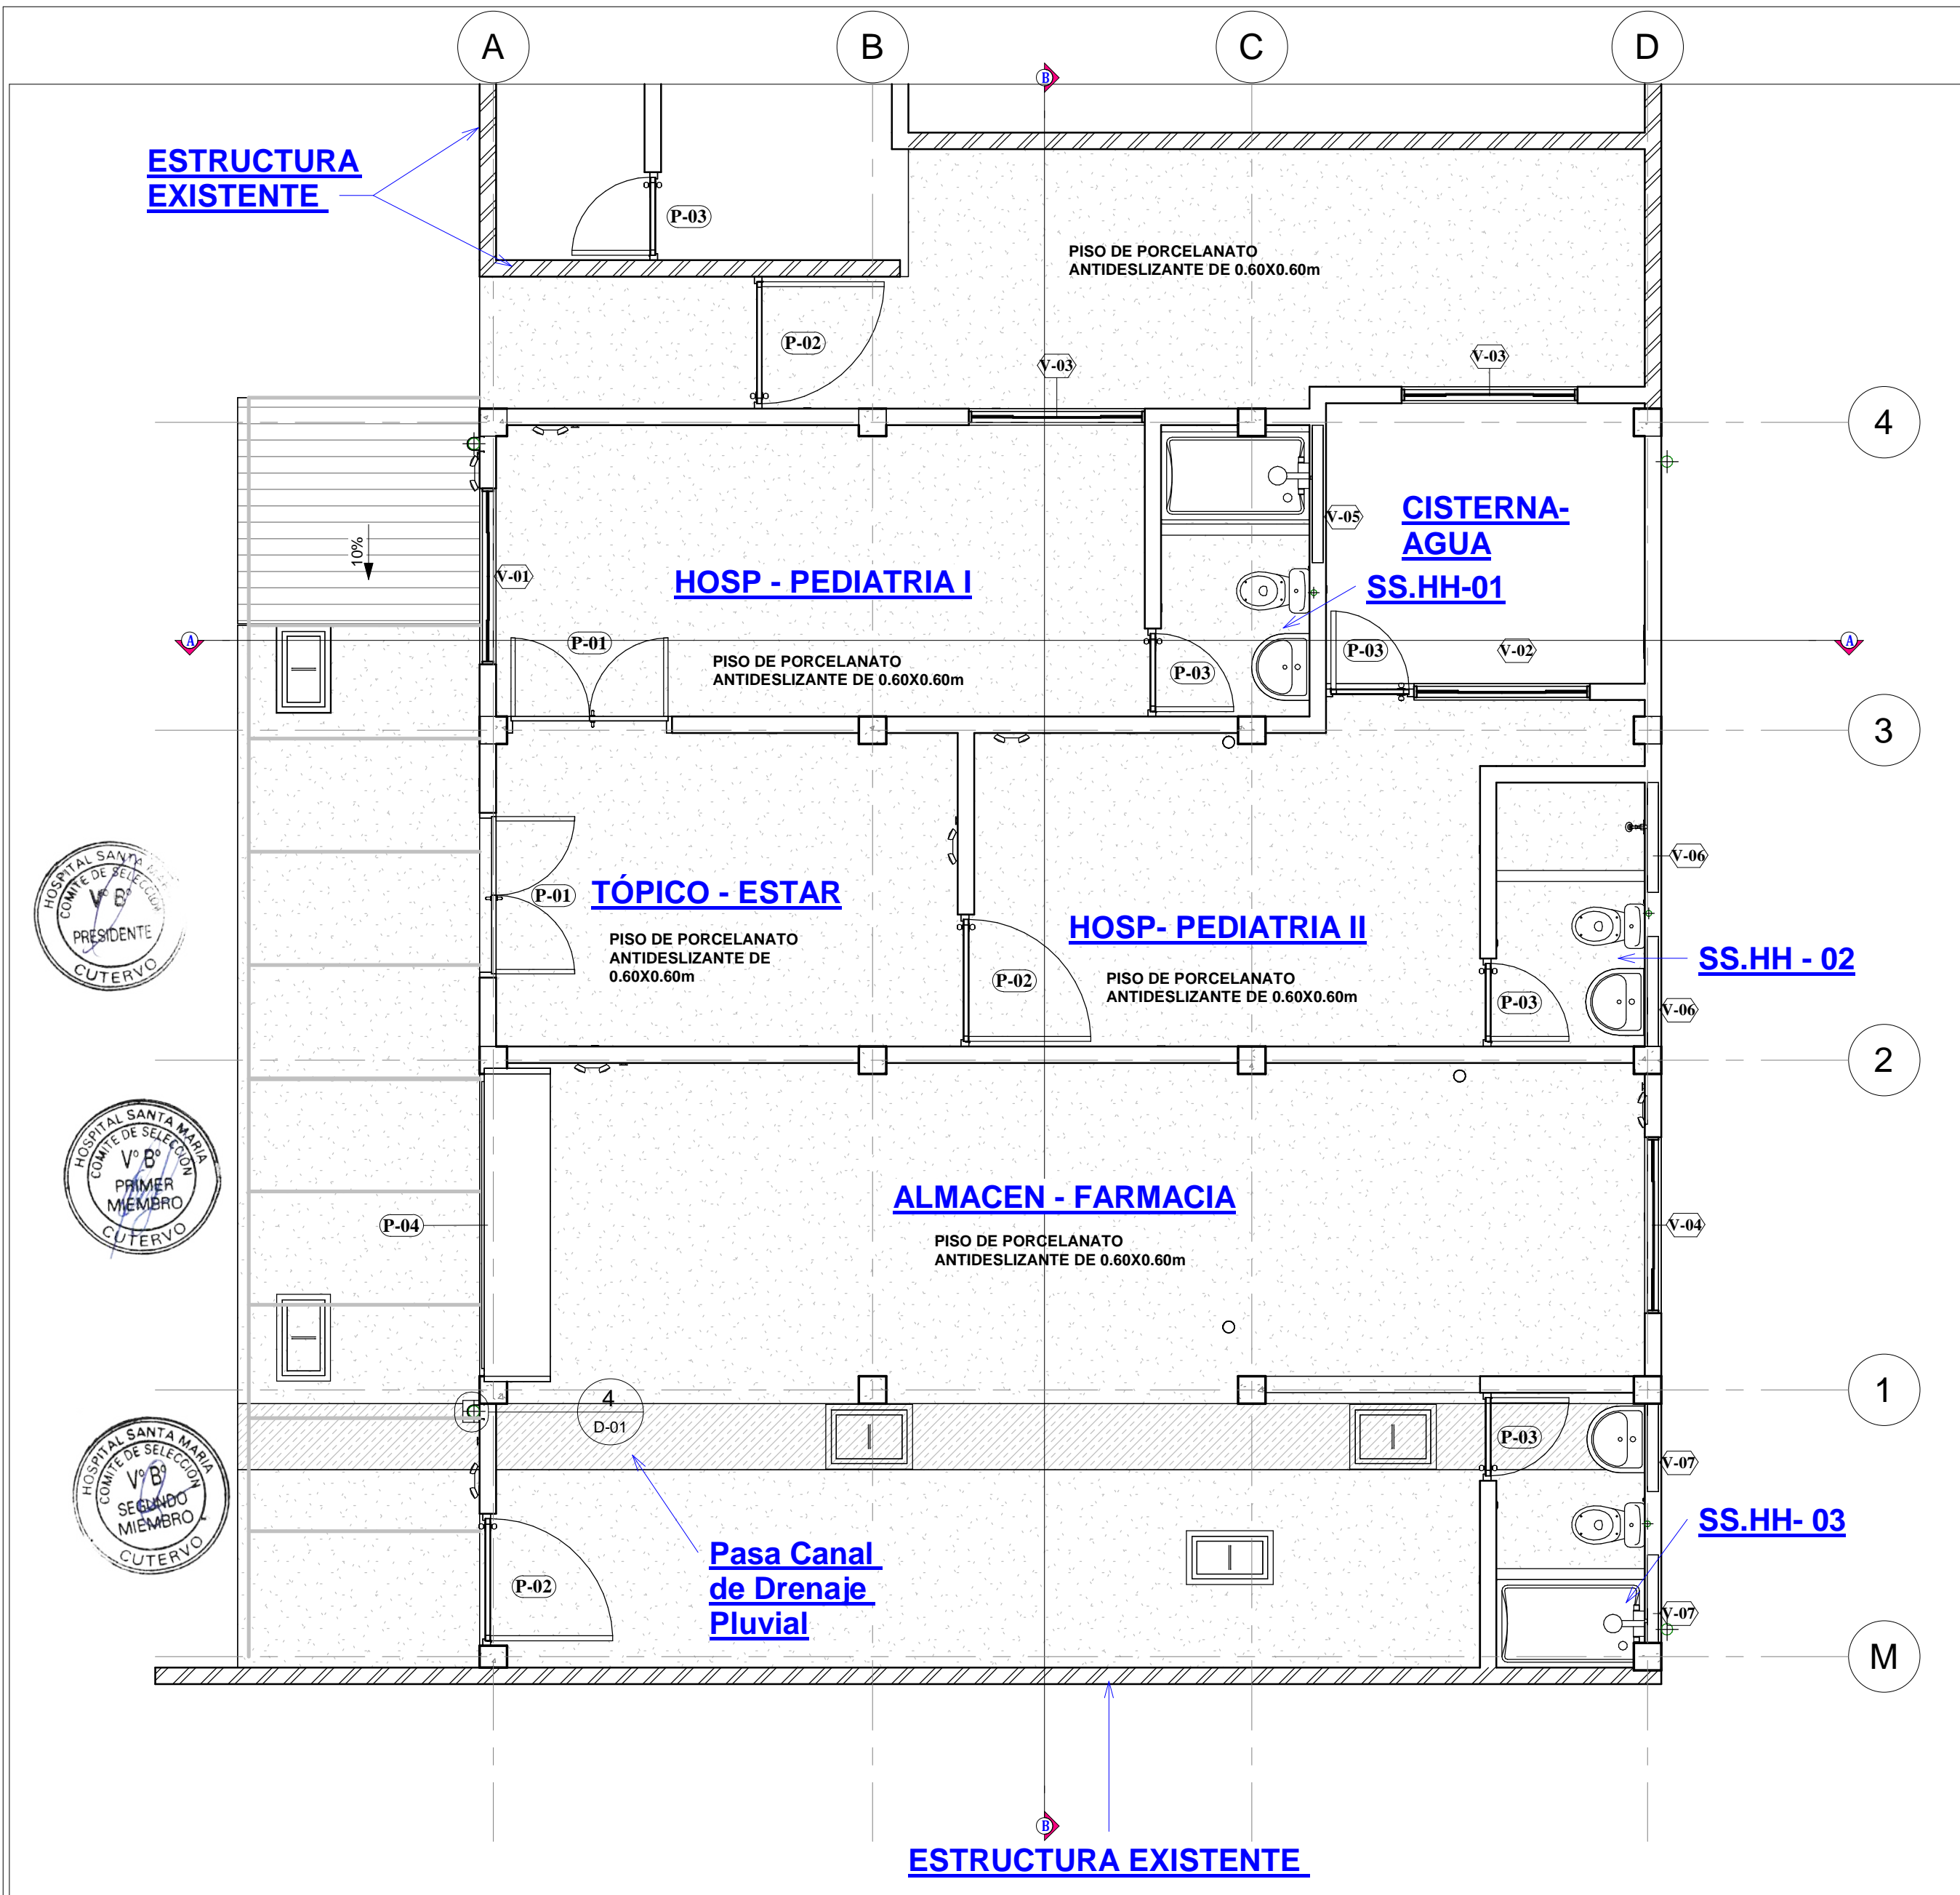 A
B
C
D
B
ESTRUCTURA
EXISTENTE
P-03
PISO DE PORCELANATO
ANTIDESLIZANTE DE 0.60X0.60m
P-02
V-03
V-03
4
10%
V-01
HOSP - PEDIATRIA I
V-05
CISTERNA-
AGUA
SS.HH-01
A
P-01
PISO DE PORCELANATO
ANTIDESLIZANTE DE 0.60X0.60m
P-03
P-03
V-02
A
3
HOSPITAL SANTA
COMITE DE SELECCIÓN
V° B°
PRESIDENTE
CUTERVO
P-01
TÓPICO - ESTAR
PISO DE PORCELANATO
ANTIDESLIZANTE DE
0.60X0.60m
HOSP- PEDIATRIA II
P-02
PISO DE PORCELANATO
ANTIDESLIZANTE DE 0.60X0.60m
V-06
SS.HH - 02
P-03
V-06
2
HOSPITAL SANTA MARIA
COMITE DE SELECCIÓN
V° B°
PRIMER
MIEMBRO
CUTERVO
P-04
ALMACEN - FARMACIA
PISO DE PORCELANATO
ANTIDESLIZANTE DE 0.60X0.60m
V-04
1
4
D-01
P-03
V-07
HOSPITAL SANTA MARIA
COMITE DE SELECCIÓN
V° B°
SEGUNDO
MIEMBRO
CUTERVO
P-02
Pasa Canal
de Drenaje
Pluvial
SS.HH- 03
V-07
M
B
ESTRUCTURA EXISTENTE